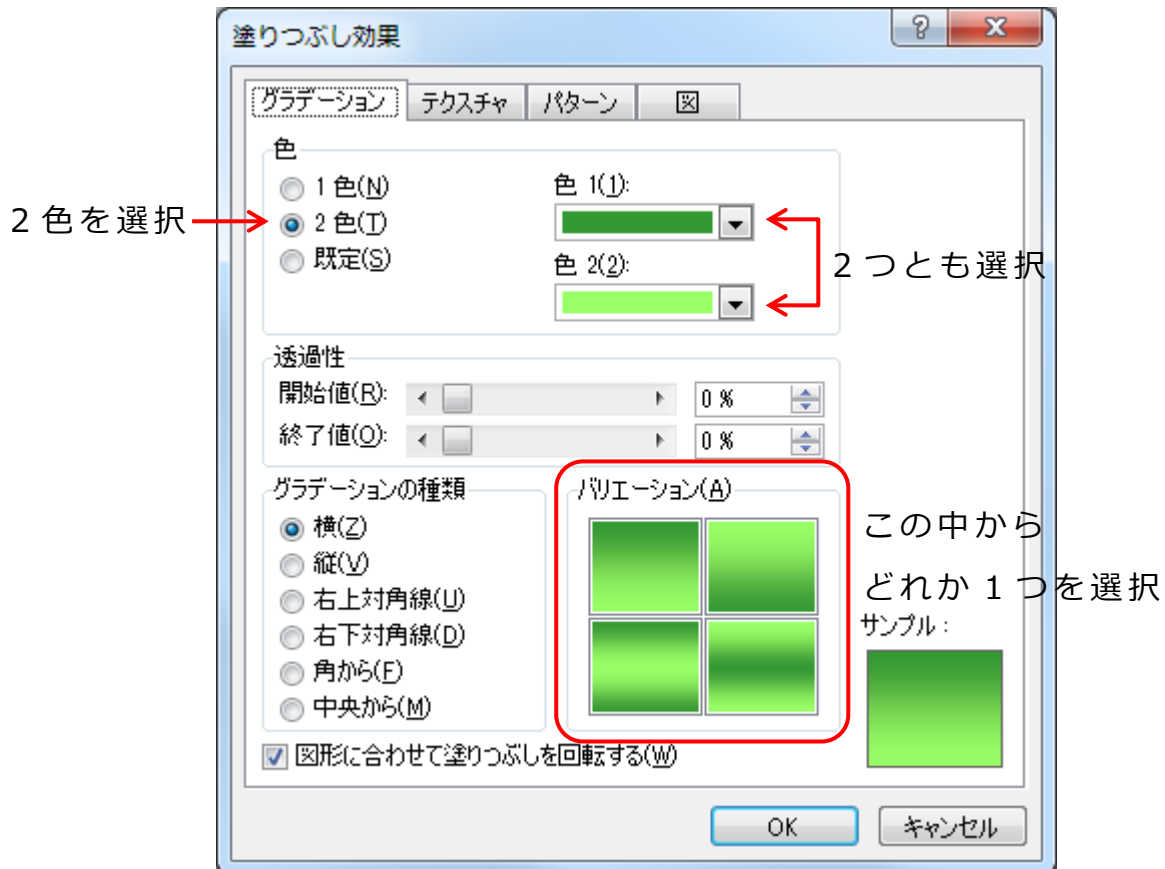 塗りつぶし効果
グラデーション テクスチャ パターン 図
色
1 色(N)
2 色(T)
既定(S)
色 1(1):
色 2(2):
2色を選択
2つとも選択
透過性
開始値(R): 0 %
終了値(O): 0 %
グラデーションの種類
横(Z)
縦(V)
右上対角線(U)
右下対角線(D)
角から(F)
中央から(M)
バリエーション(A)
この中から
どれか1つを選択
サンプル:
図形に合わせて塗りつぶしを回転する(W)
OK キャンセル